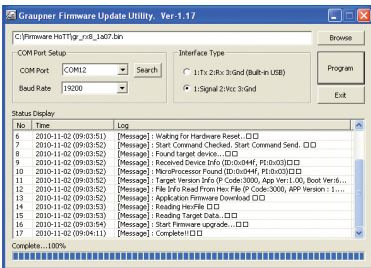 Graupner Firmware Update Utility. Ver-1.17
C:\Firmware HoTT\gr_rx8_1a07.bin
Browse
COM Port Setup
COM Port COM12 Search
Baud Rate 19200
Interface Type
1:Tx 2:Rx 3:Gnd (Built-in USB)
1:Signal 2:Vcc 3:Gnd
Program
Exit
Status Display
No Time Log
6 2010-11-02 (09:03:51) [Message] : Waiting for Hardware Reset..□□
7 2010-11-02 (09:03:52) [Message] : Start Command Checked. Start Command Send. □□
8 2010-11-02 (09:03:52) [Message] : Found target device...□□
9 2010-11-02 (09:03:52) [Message] : Received Device Info (ID:0x044f, PI:0x03)□□
10 2010-11-02 (09:03:52) [Message] : MicroProcessor Found (ID:0x044f, PI:0x03)□□
11 2010-11-02 (09:03:52) [Message] : Target Version Info (P Code:3000, App Ver:1.00, Boot Ver:6...
12 2010-11-02 (09:03:52) [Message] : File Info Read From Hex File (P Code:3000, APP Version : 1....
13 2010-11-02 (09:03:52) [Message] : Application Firmware Download □□
14 2010-11-02 (09:03:53) [Message] : Reading HexFile □□
15 2010-11-02 (09:03:53) [Message] : Reading Target Data..□□
16 2010-11-02 (09:03:54) [Message] : Start Firmware upgrade...□□
17 2010-11-02 (09:04:11) [Message] : Complete!!□□
Complete...100%